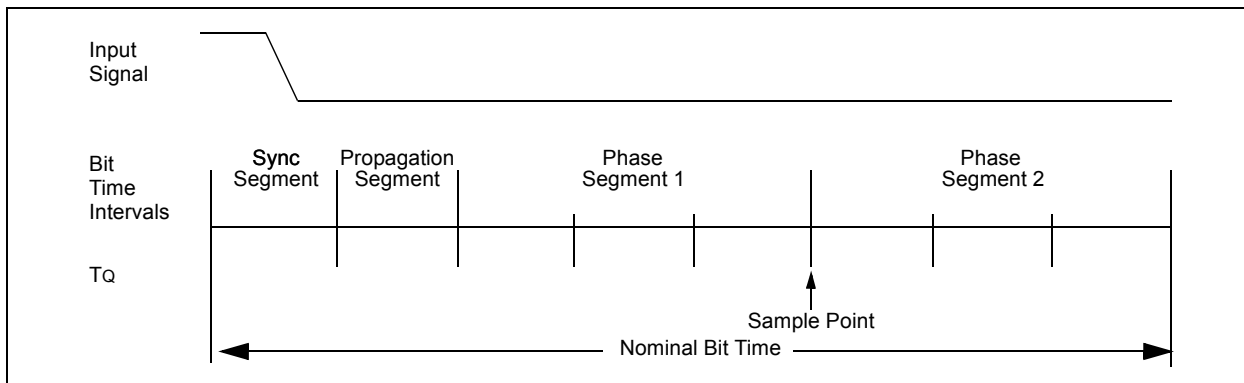 Input
Signal
Bit
Time
Intervals
Sync
Segment
Propagation
Segment
Phase
Segment 1
Phase
Segment 2
TQ
Sample Point
Nominal Bit Time